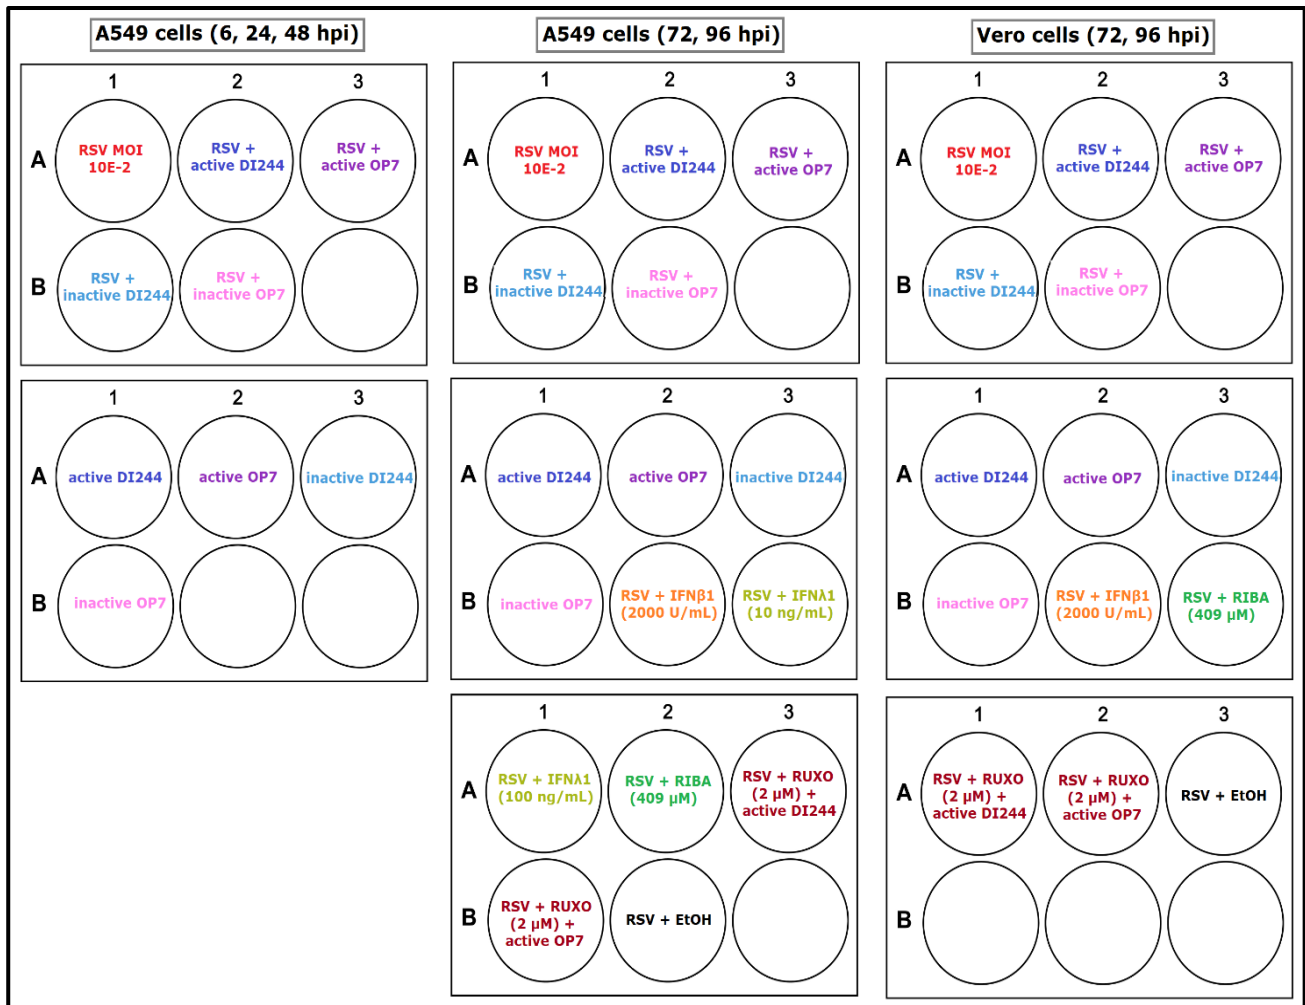 A549 cells (6, 24, 48 hpi)
1 2 3
A
RSV MOI
10E-2
RSV +
active DI244
RSV +
active OP7
B
RSV +
inactive DI244
RSV +
inactive OP7
1 2 3
A
active DI244
active OP7
inactive DI244
B
inactive OP7
A549 cells (72, 96 hpi)
1 2 3
A
RSV MOI
10E-2
RSV +
active DI244
RSV +
active OP7
B
RSV +
inactive DI244
RSV +
inactive OP7
1 2 3
A
active DI244
active OP7
inactive DI244
B
inactive OP7
RSV + IFNβ1
(2000 U/mL)
RSV + IFNλ1
(10 ng/mL)
1 2 3
A
RSV + IFNλ1
(100 ng/mL)
RSV + RIBA
(409 µM)
RSV + RUXO
(2 µM) +
active DI244
B
RSV + RUXO
(2 µM) +
active OP7
RSV + EtOH
Vero cells (72, 96 hpi)
1 2 3
A
RSV MOI
10E-2
RSV +
active DI244
RSV +
active OP7
B
RSV +
inactive DI244
RSV +
inactive OP7
1 2 3
A
active DI244
active OP7
inactive DI244
B
inactive OP7
RSV + IFNβ1
(2000 U/mL)
RSV + RIBA
(409 µM)
1 2 3
A
RSV + RUXO
(2 µM) +
active DI244
RSV + RUXO
(2 µM) +
active OP7
RSV + EtOH
B